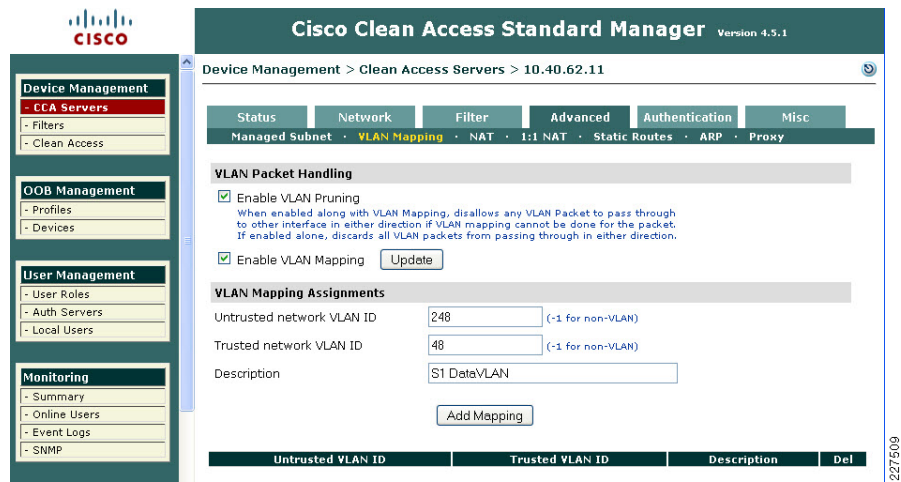 CISCO
Cisco Clean Access Standard Manager Version 4.5.1
Device Management > Clean Access Servers > 10.40.62.11
Device Management
- CCA Servers
- Filters
- Clean Access
OOB Management
- Profiles
- Devices
User Management
- User Roles
- Auth Servers
- Local Users
Monitoring
- Summary
- Online Users
- Event Logs
- SNMP
Status Network Filter Advanced Authentication Misc
Managed Subnet · VLAN Mapping · NAT · 1:1 NAT · Static Routes · ARP · Proxy
VLAN Packet Handling
Enable VLAN Pruning
When enabled along with VLAN Mapping, disallows any VLAN Packet to pass through
to other interface in either direction if VLAN mapping cannot be done for the packet.
If enabled alone, discards all VLAN packets from passing through in either direction.
Enable VLAN Mapping Update
VLAN Mapping Assignments
Untrusted network VLAN ID 248 (-1 for non-VLAN)
Trusted network VLAN ID 48 (-1 for non-VLAN)
Description S1 DataVLAN
Add Mapping
Untrusted VLAN ID Trusted VLAN ID Description Del
227509